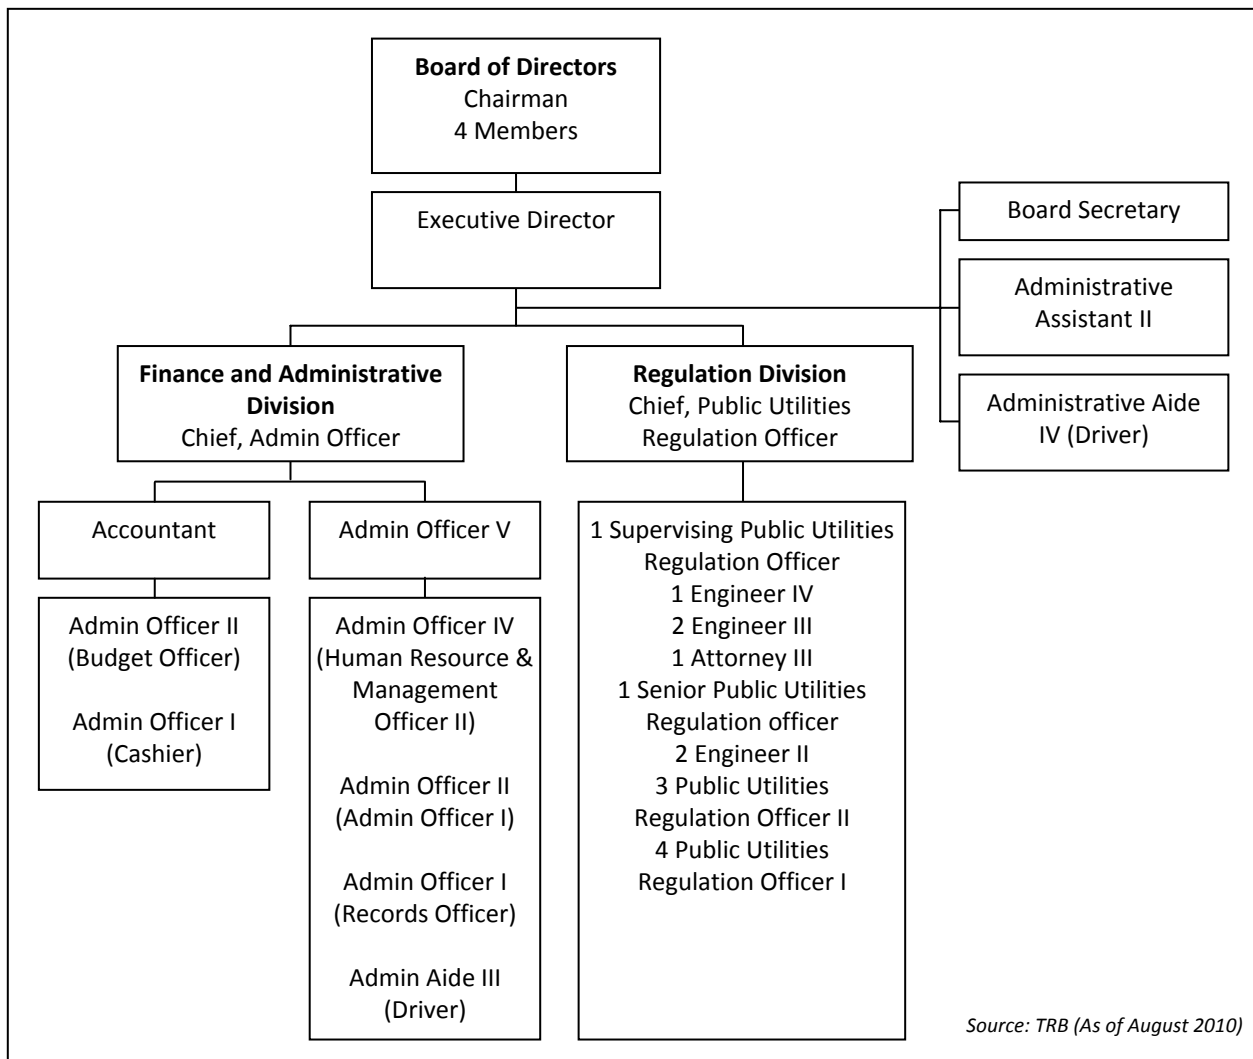 Board of Directors
Chairman
4 Members
Executive Director
Board Secretary
Administrative
Assistant II
Administrative Aide
IV (Driver)
Finance and Administrative
Division
Chief, Admin Officer
Regulation Division
Chief, Public Utilities
Regulation Officer
Accountant
Admin Officer II
(Budget Officer)
Admin Officer I
(Cashier)
Admin Officer V
Admin Officer IV
(Human Resource &
Management
Officer II)
Admin Officer II
(Admin Officer I)
Admin Officer I
(Records Officer)
Admin Aide III
(Driver)
1 Supervising Public Utilities
Regulation Officer
1 Engineer IV
2 Engineer III
1 Attorney III
1 Senior Public Utilities
Regulation officer
2 Engineer II
3 Public Utilities
Regulation Officer II
4 Public Utilities
Regulation Officer I
Source: TRB (As of August 2010)